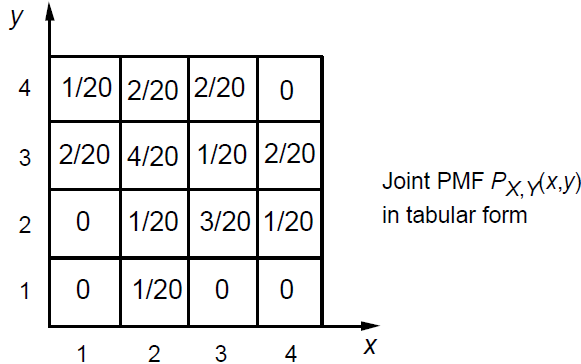 y
4 1/20 2/20 2/20 0
3 2/20 4/20 1/20 2/20
2 0 1/20 3/20 1/20
1 0 1/20 0 0
1 2 3 4 x
Joint PMF P_{X,Y}(x,y)
in tabular form